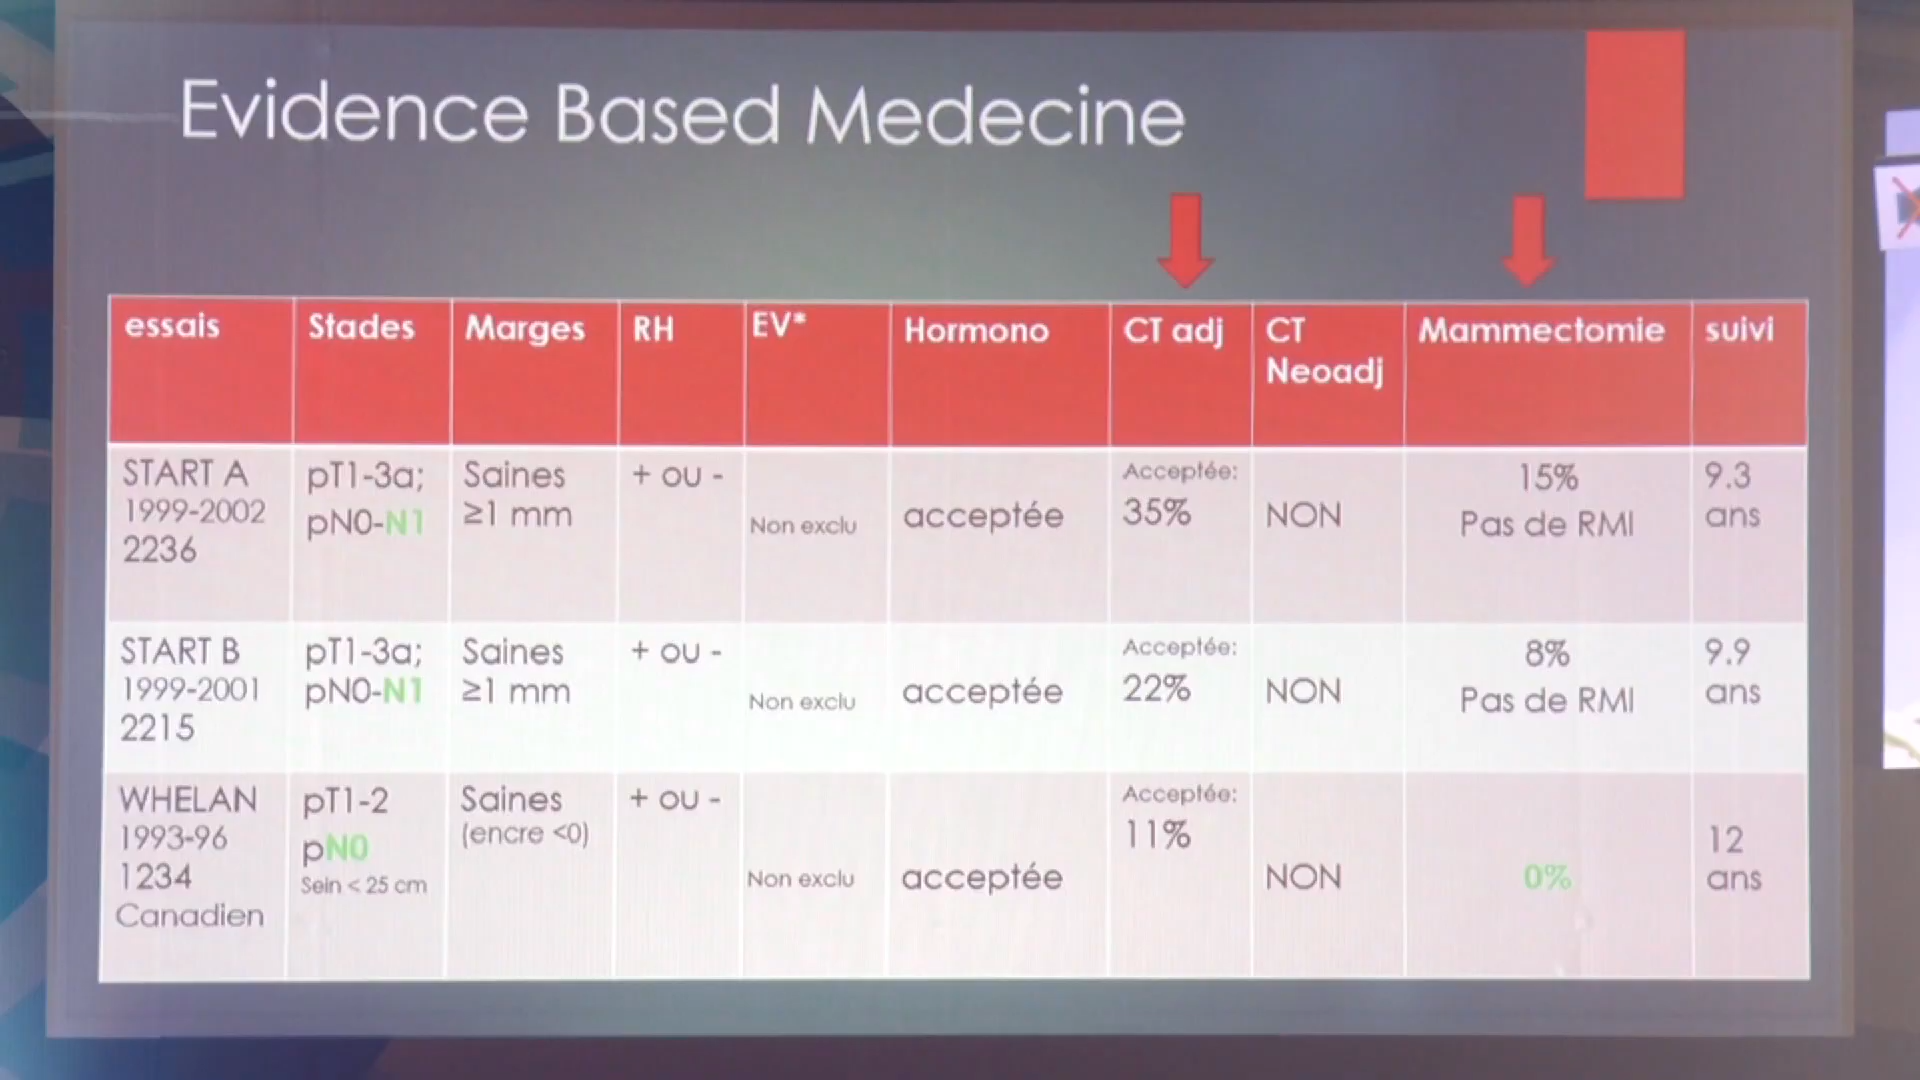 Evidence Based Medecine
essais
Stades
Marges
RH
EV*
Hormono
CT adj
CT
Neoadj
Mammectomie
suivi
START A
1999-2002
2236
pT1-3a;
pN0-N1
Saines
≥1 mm
+ ou -
Non exclu
acceptée
Acceptée:
35%
NON
15%
Pas de RMI
9.3
ans
START B
1999-2001
2215
pT1-3a;
pN0-N1
Saines
≥1 mm
+ ou -
Non exclu
acceptée
Acceptée:
22%
NON
8%
Pas de RMI
9.9
ans
WHELAN
1993-96
1234
Canadien
pT1-2
pN0
Sein < 25 cm
Saines
(encre <0)
+ ou -
Non exclu
acceptée
Acceptée:
11%
NON
0%
12
ans